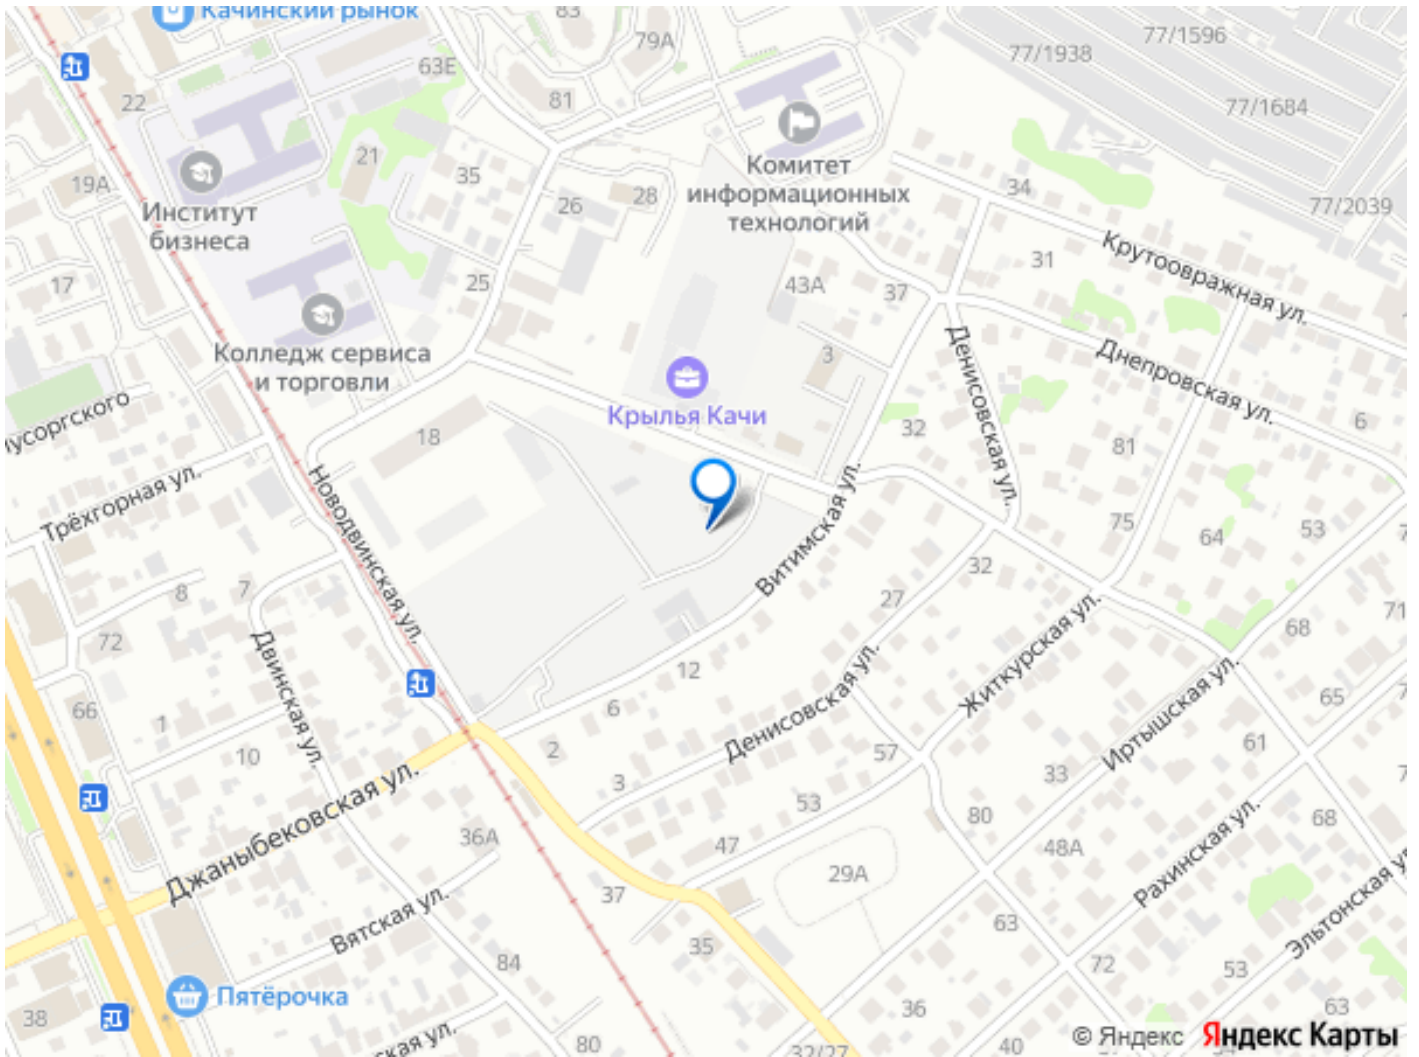 Качинский рынок
83
79А
77/1596
77/1938
63Е
22
81
77/1684
21
35
Комитет
информационных
технологий
19А
28
26
34
77/2039
Институт
бизнеса
Крутоовражная ул.
31
17
25
43А
37
Колледж сервиса
и торговли
3
Денисовская ул.
Днепровская ул.
Крылья Качи
6
18
32
81
Трёхгорная ул.
Новодвинская ул.
Витимская ул.
75
64
53
8
7
32
27
71
72
Двинская ул.
Житкурская ул.
68
12
Денисовская ул.
Иртышская ул.
65
66
1
6
10
2
57
61
3
33
53
Джаныбековская ул.
36А
80
68
47
48А
29А
Рахинская ул.
37
Вятская ул.
63
35
Эльтонская ул.
84
72
53
Пятёрочка
38
36
63
80
32/27
40
© Яндекс Яндекс Карты